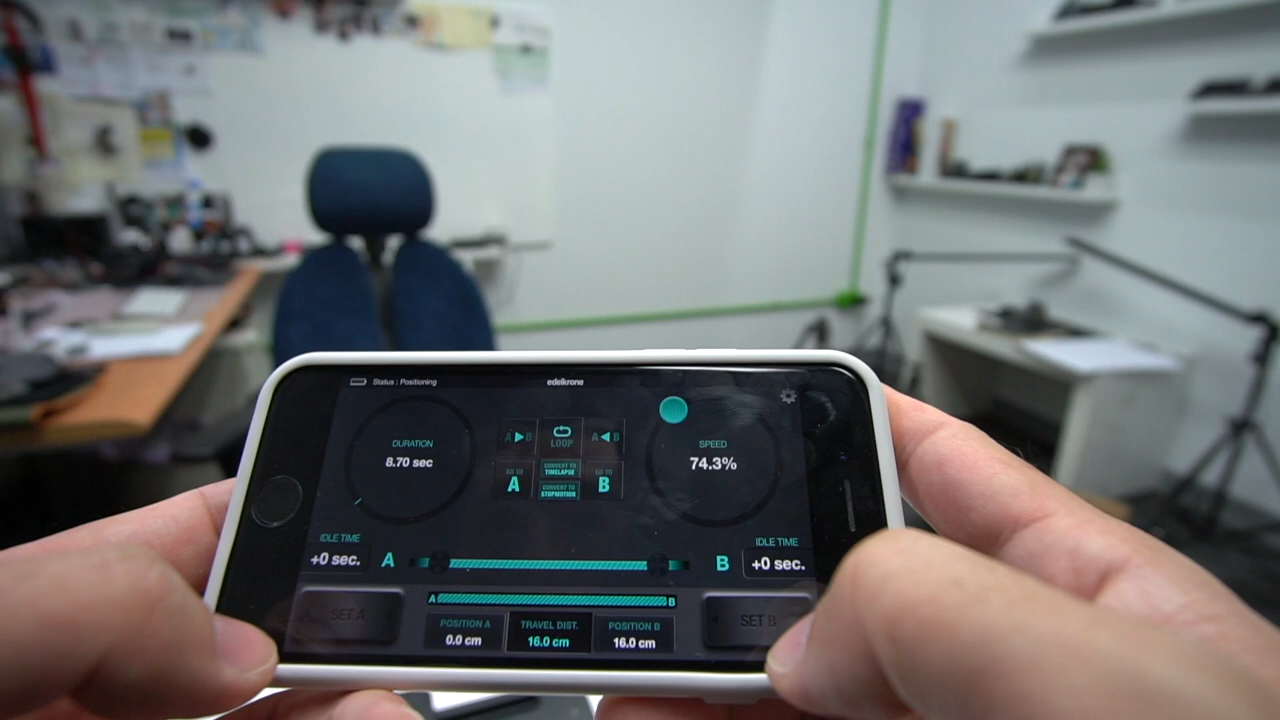 Status : Positioning
edelkrone
DURATION
8.70 sec
A ▶ B
LOOP
A ◀ B
SPEED
74.3%
GO TO
A
CONVERT TO
TIMELAPSE
CONVERT TO
STOPMOTION
GO TO
B
IDLE TIME
+0 sec.
A
B
IDLE TIME
+0 sec.
A
B
SET A
POSITION A
0.0 cm
TRAVEL DIST.
16.0 cm
POSITION B
16.0 cm
SET B